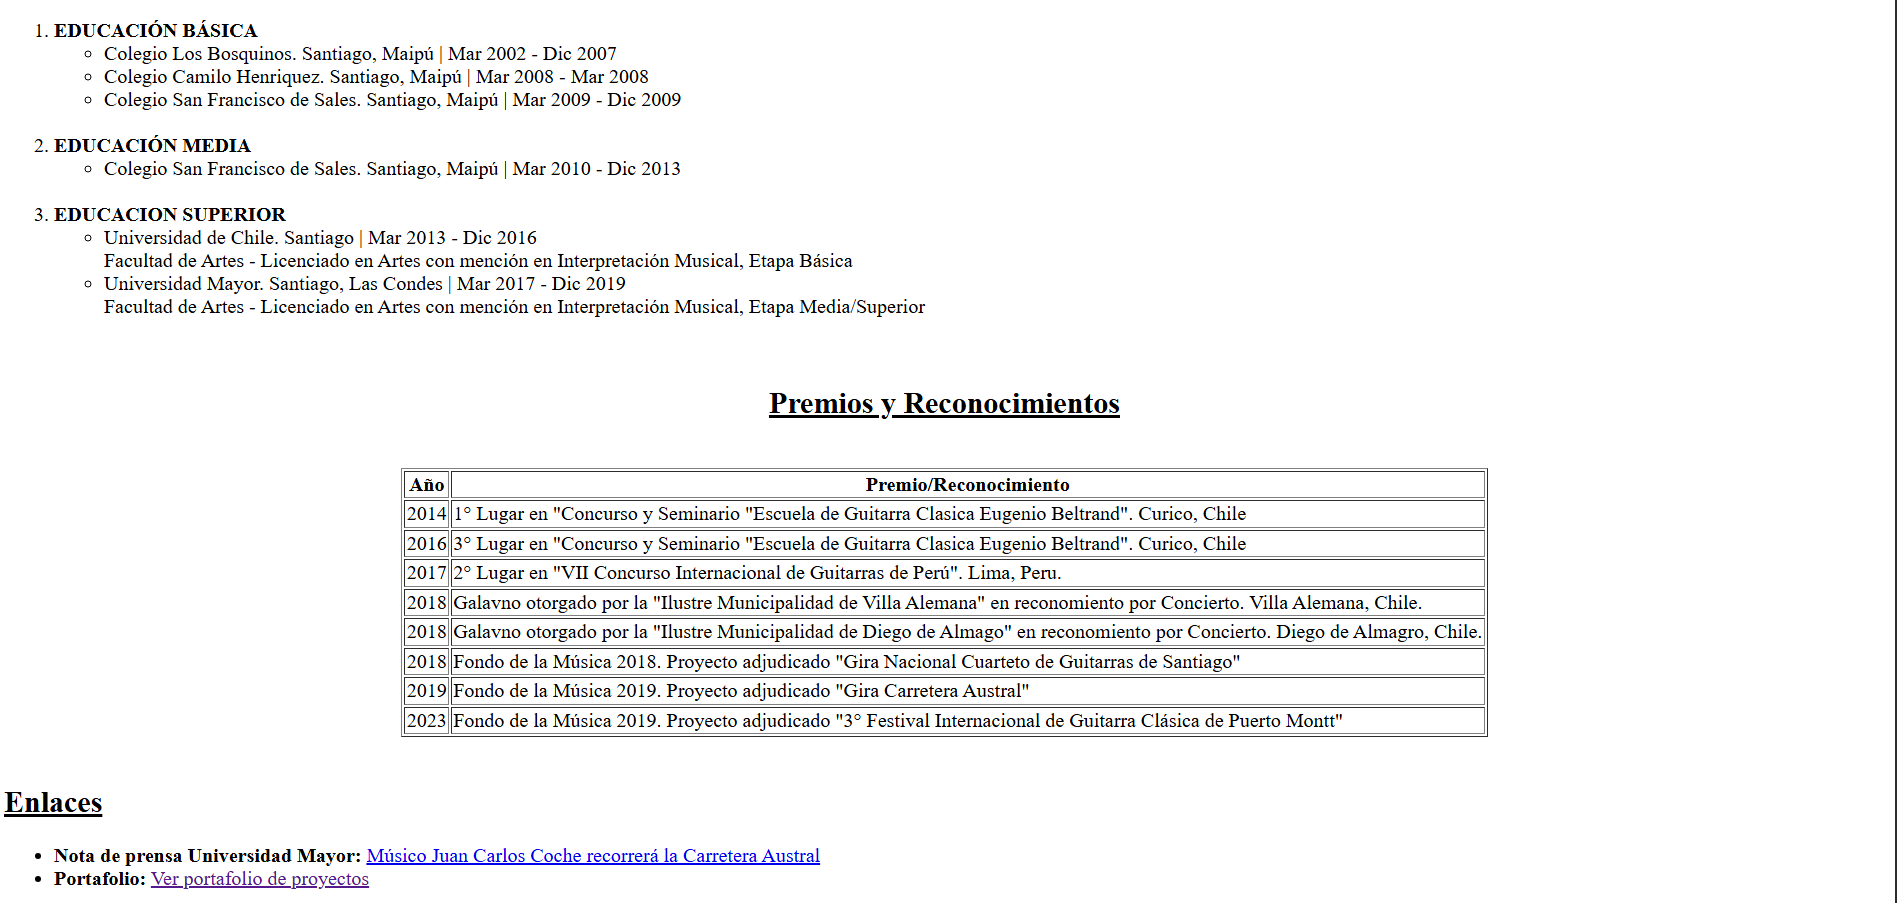 1. EDUCACIÓN BÁSICA
Colegio Los Bosquinos. Santiago, Maipú | Mar 2002 - Dic 2007
Colegio Camilo Henriquez. Santiago, Maipú | Mar 2008 - Mar 2008
Colegio San Francisco de Sales. Santiago, Maipú | Mar 2009 - Dic 2009
2. EDUCACIÓN MEDIA
Colegio San Francisco de Sales. Santiago, Maipú | Mar 2010 - Dic 2013
3. EDUCACION SUPERIOR
Universidad de Chile. Santiago | Mar 2013 - Dic 2016
Facultad de Artes - Licenciado en Artes con mención en Interpretación Musical, Etapa Básica
Universidad Mayor. Santiago, Las Condes | Mar 2017 - Dic 2019
Facultad de Artes - Licenciado en Artes con mención en Interpretación Musical, Etapa Media/Superior
Premios y Reconocimientos
Año Premio/Reconocimiento
2014 1° Lugar en "Concurso y Seminario "Escuela de Guitarra Clasica Eugenio Beltrand". Curico, Chile
2016 3° Lugar en "Concurso y Seminario "Escuela de Guitarra Clasica Eugenio Beltrand". Curico, Chile
2017 2° Lugar en "VII Concurso Internacional de Guitarras de Perú". Lima, Peru.
2018 Galavno otorgado por la "Ilustre Municipalidad de Villa Alemana" en reconomiento por Concierto. Villa Alemana, Chile.
2018 Galavno otorgado por la "Ilustre Municipalidad de Diego de Almago" en reconomiento por Concierto. Diego de Almagro, Chile.
2018 Fondo de la Música 2018. Proyecto adjudicado "Gira Nacional Cuarteto de Guitarras de Santiago"
2019 Fondo de la Música 2019. Proyecto adjudicado "Gira Carretera Austral"
2023 Fondo de la Música 2019. Proyecto adjudicado "3° Festival Internacional de Guitarra Clásica de Puerto Montt"
Enlaces
Nota de prensa Universidad Mayor: Músico Juan Carlos Coche recorrerá la Carretera Austral
Portafolio: Ver portafolio de proyectos